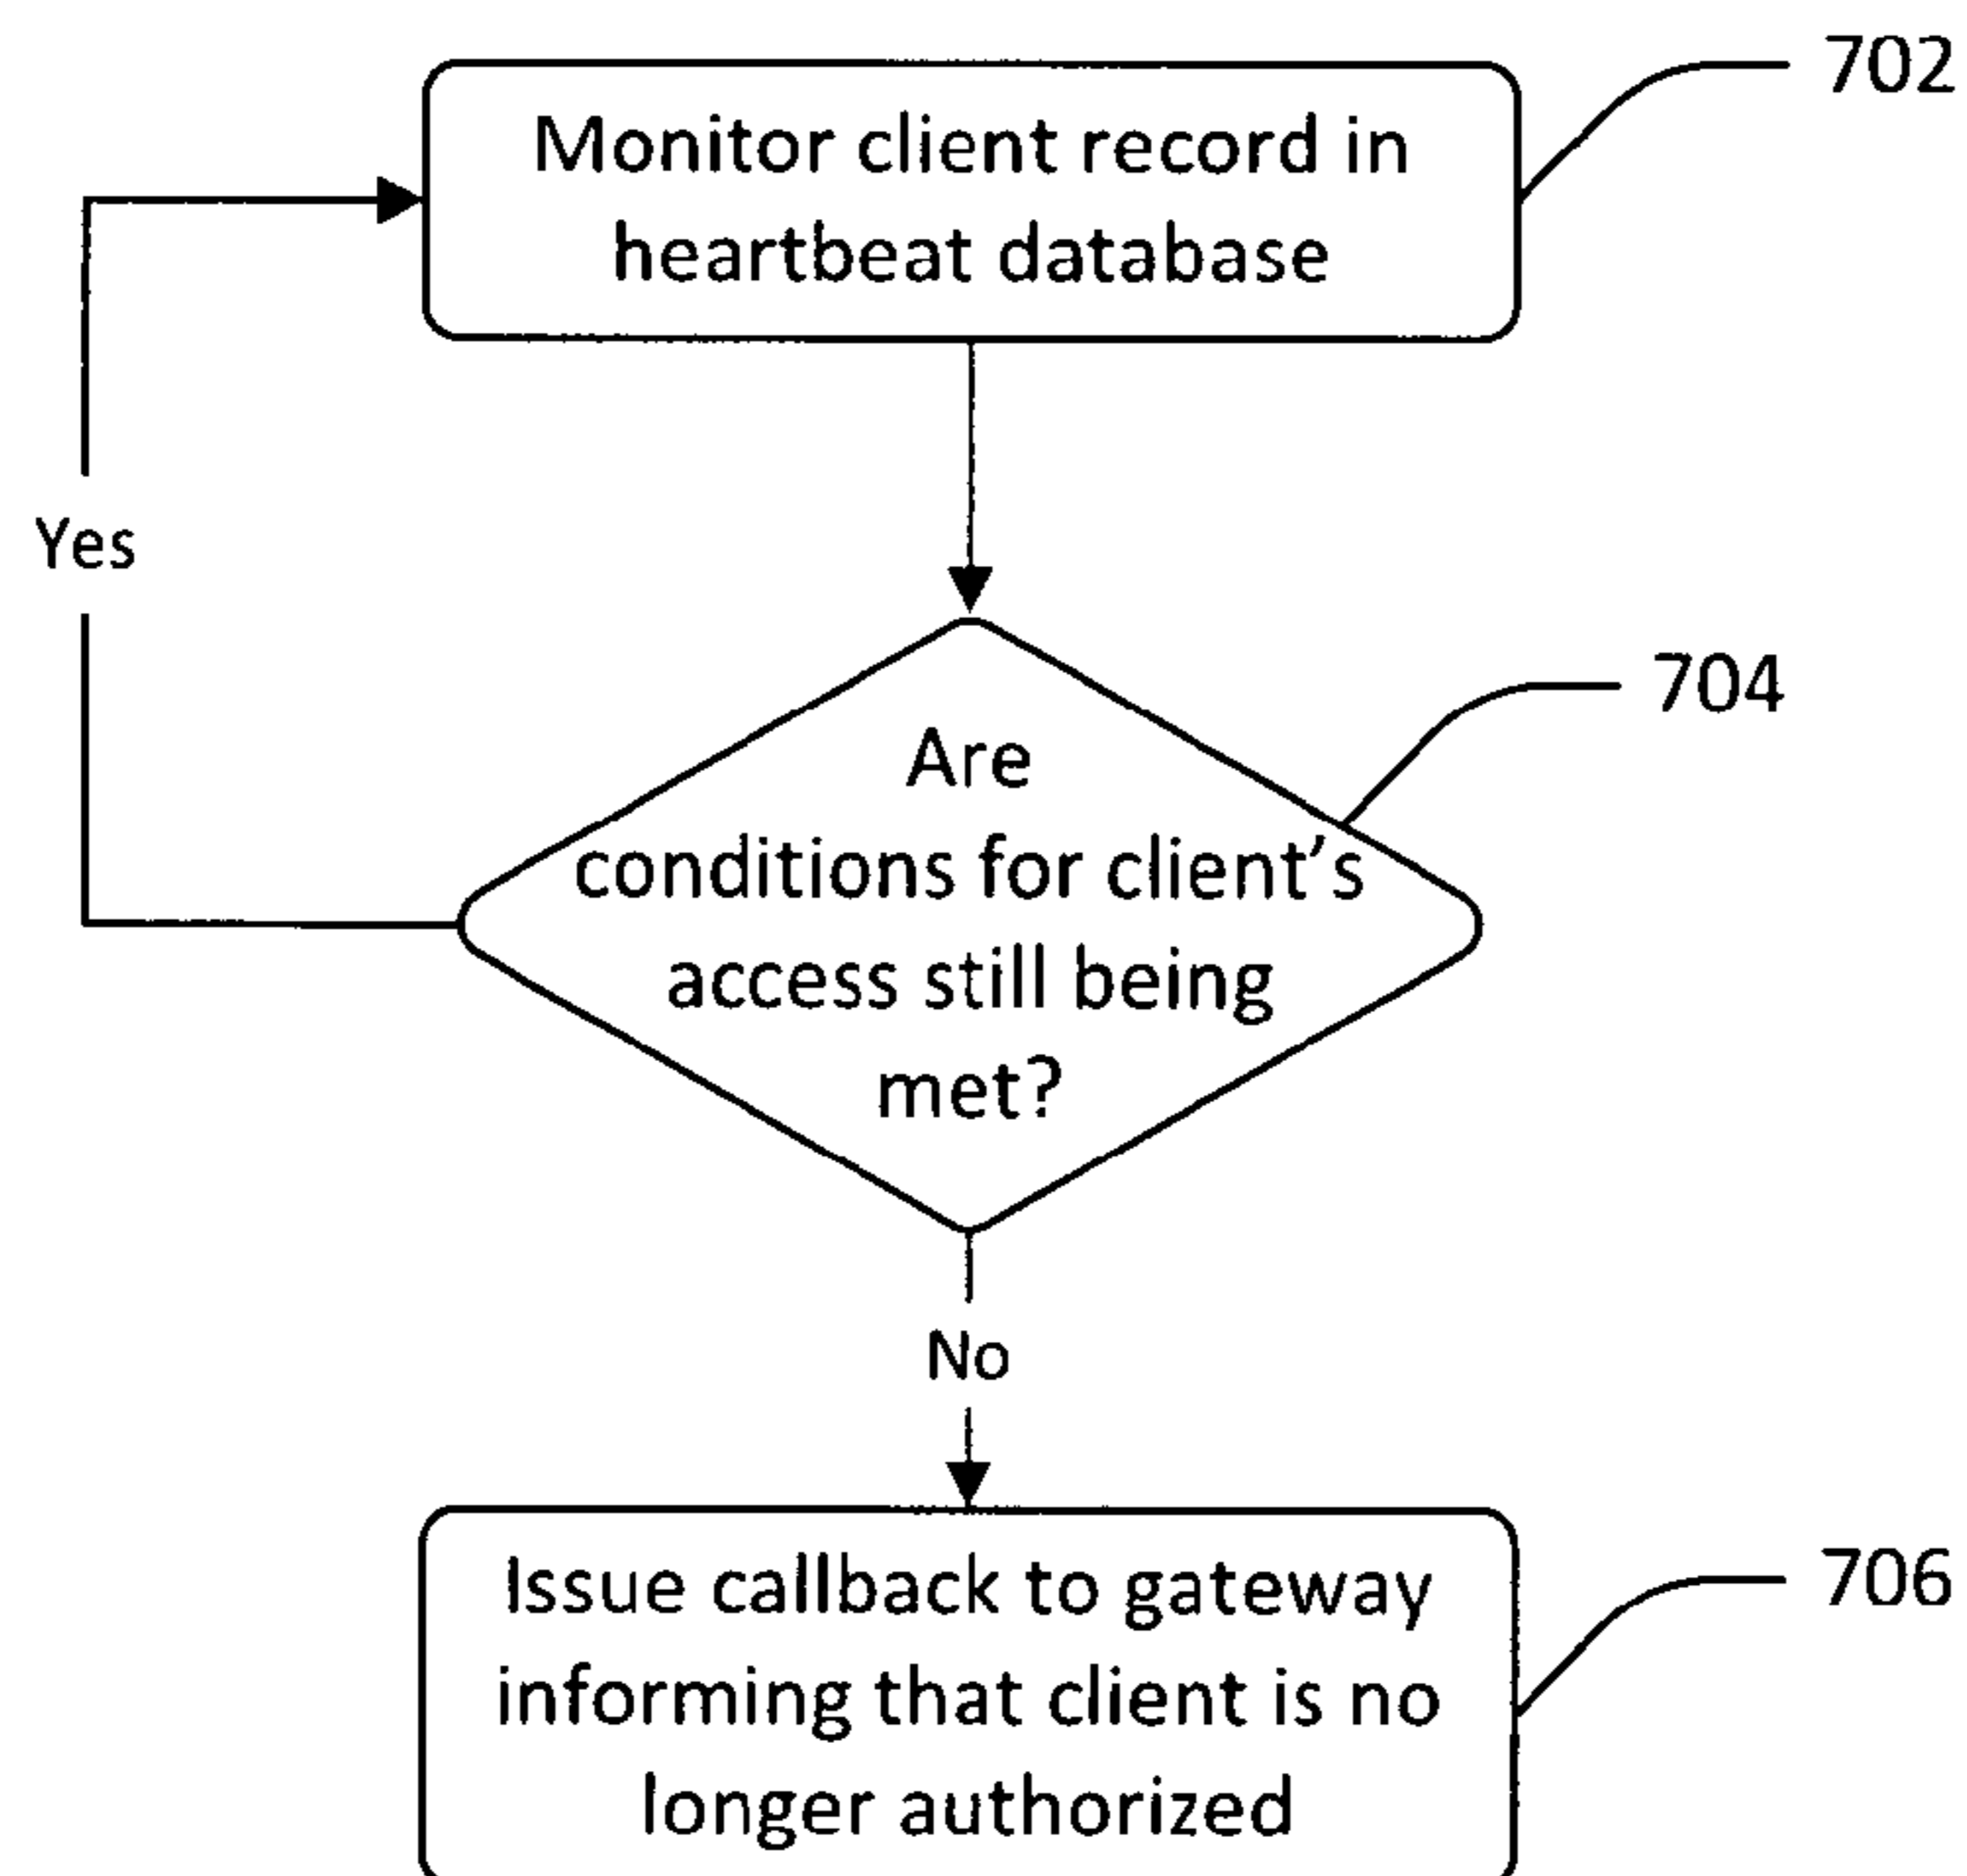 702
Monitor client record in
heartbeat database
Yes
704
Are
conditions for client's
access still being
met?
No
706
Issue callback to gateway
informing that client is no
longer authorized